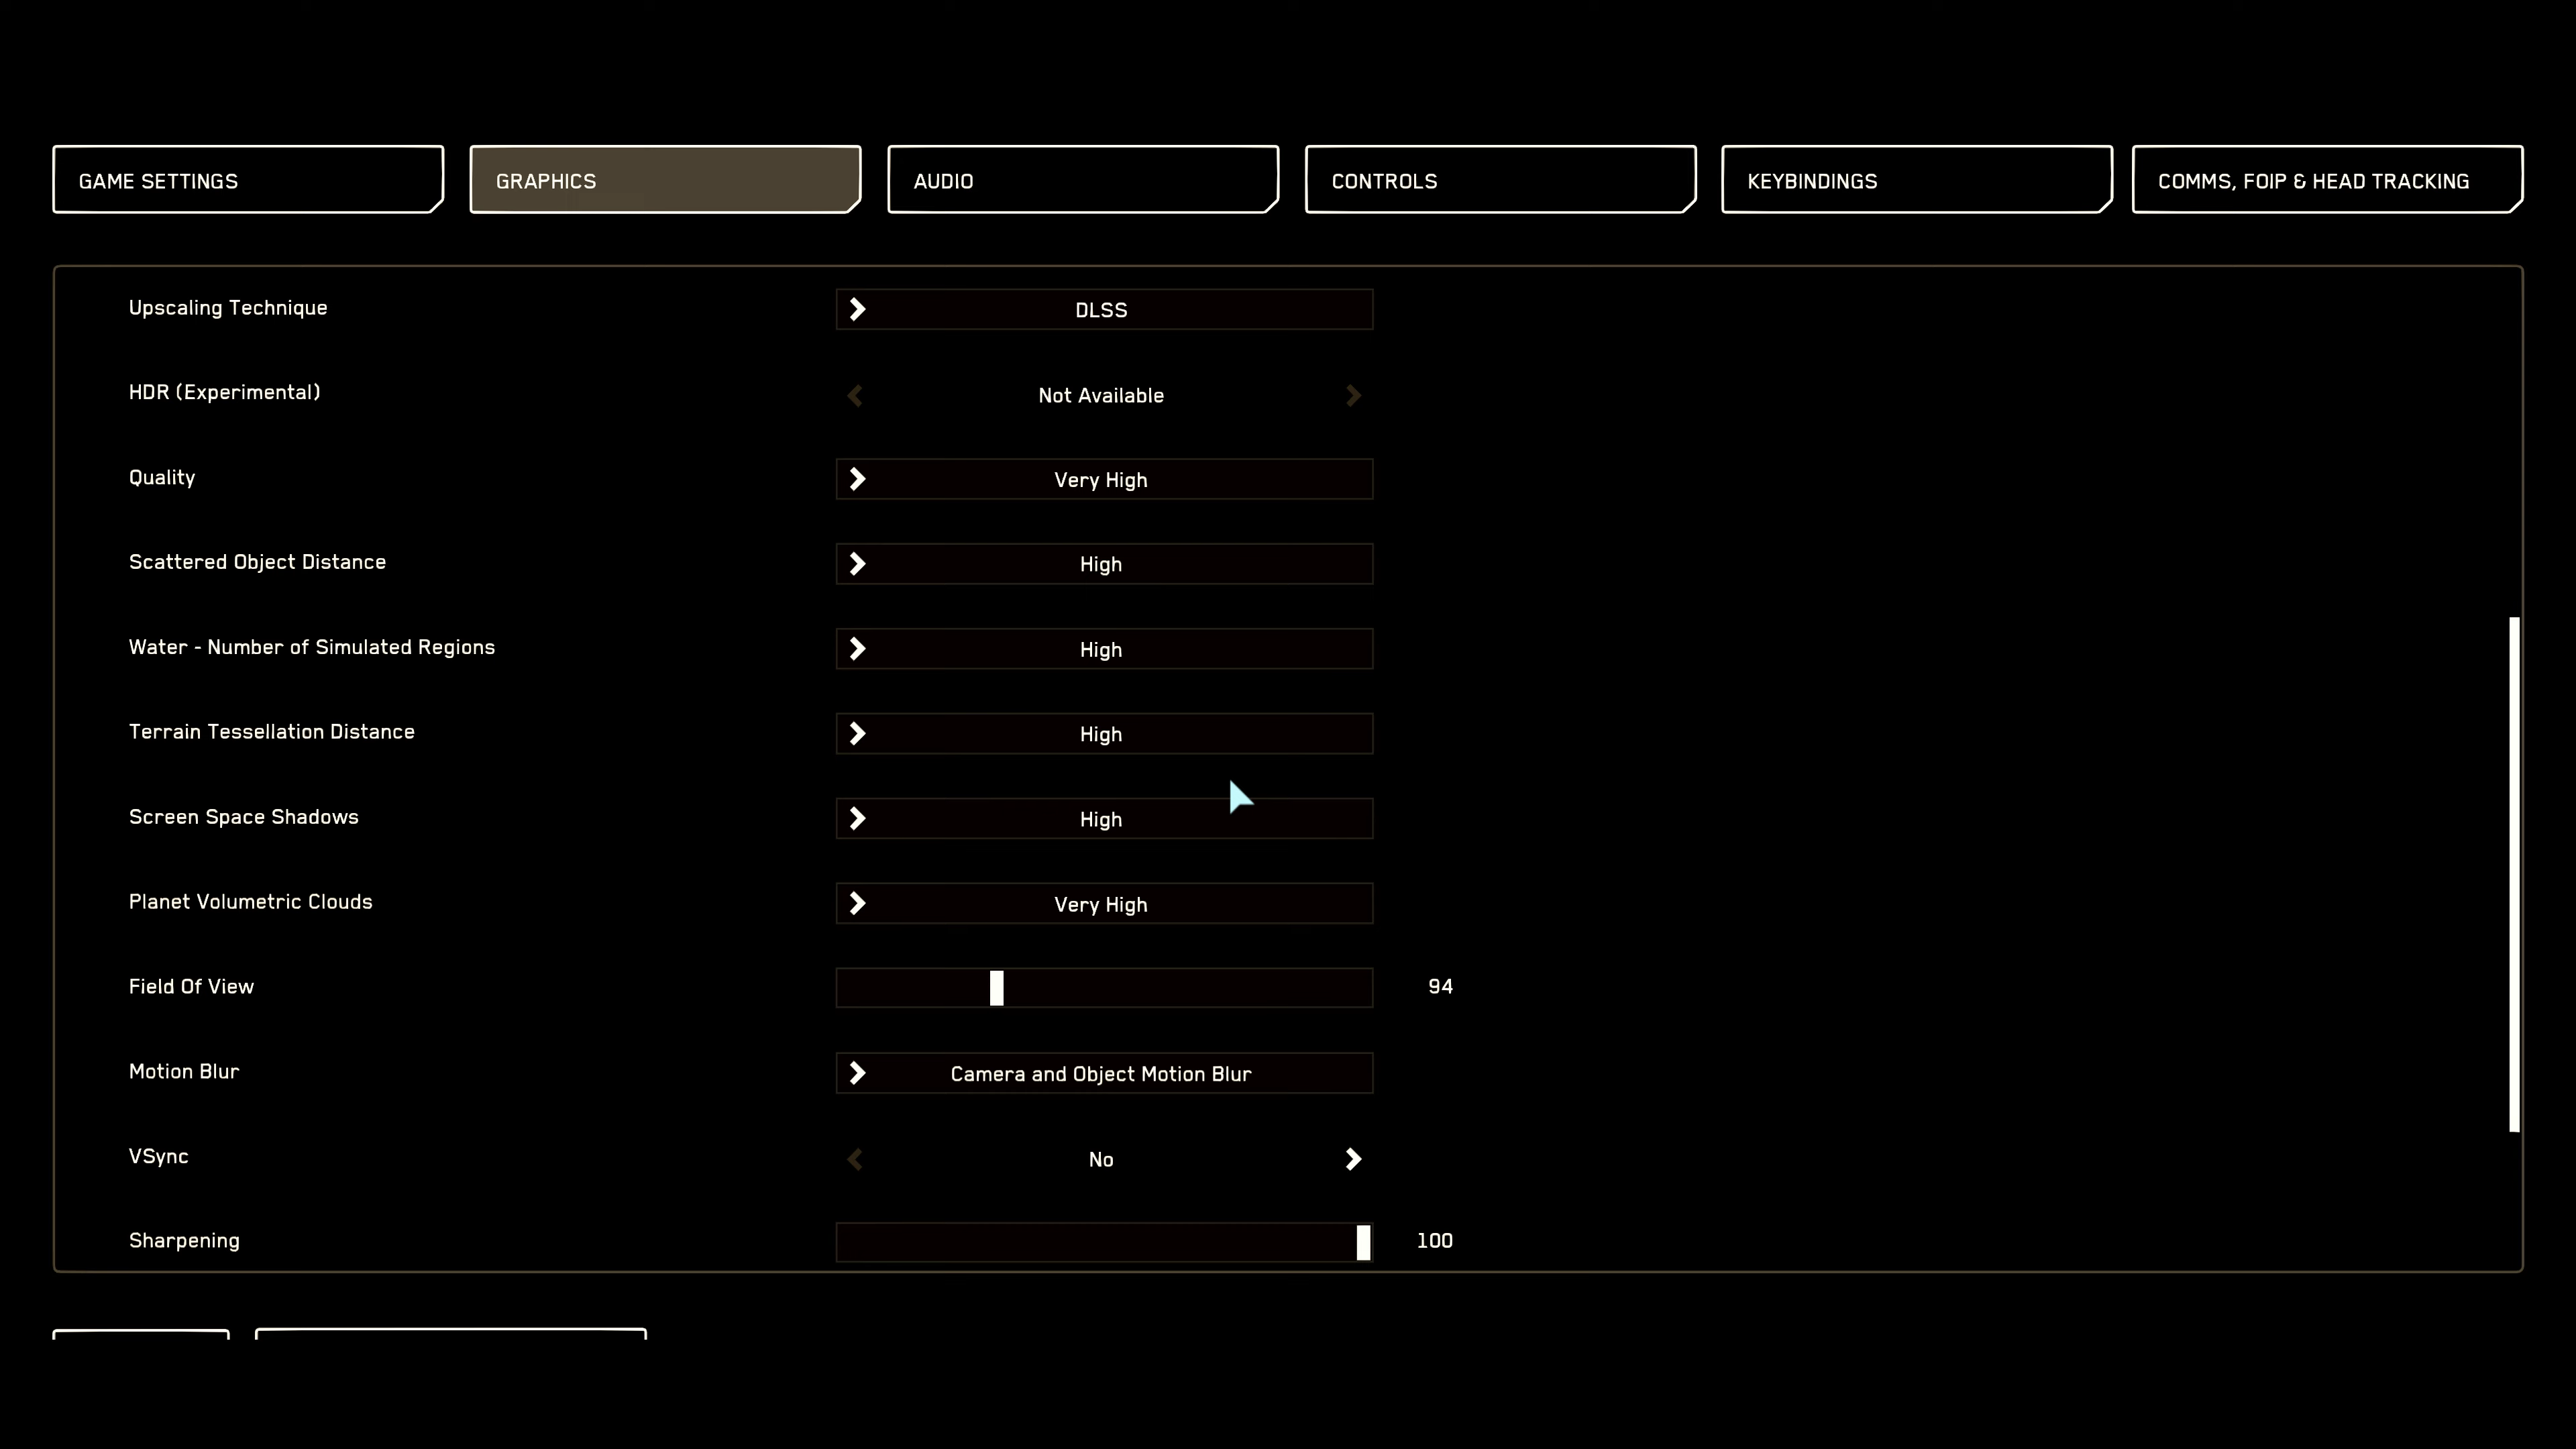 GAME SETTINGS
GRAPHICS
AUDIO
CONTROLS
KEYBINDINGS
COMMS, FOIP & HEAD TRACKING
Upscaling Technique
DLSS
HDR (Experimental)
Not Available
Quality
Very High
Scattered Object Distance
High
Water - Number of Simulated Regions
High
Terrain Tessellation Distance
High
Screen Space Shadows
High
Planet Volumetric Clouds
Very High
Field Of View
94
Motion Blur
Camera and Object Motion Blur
VSync
No
Sharpening
100